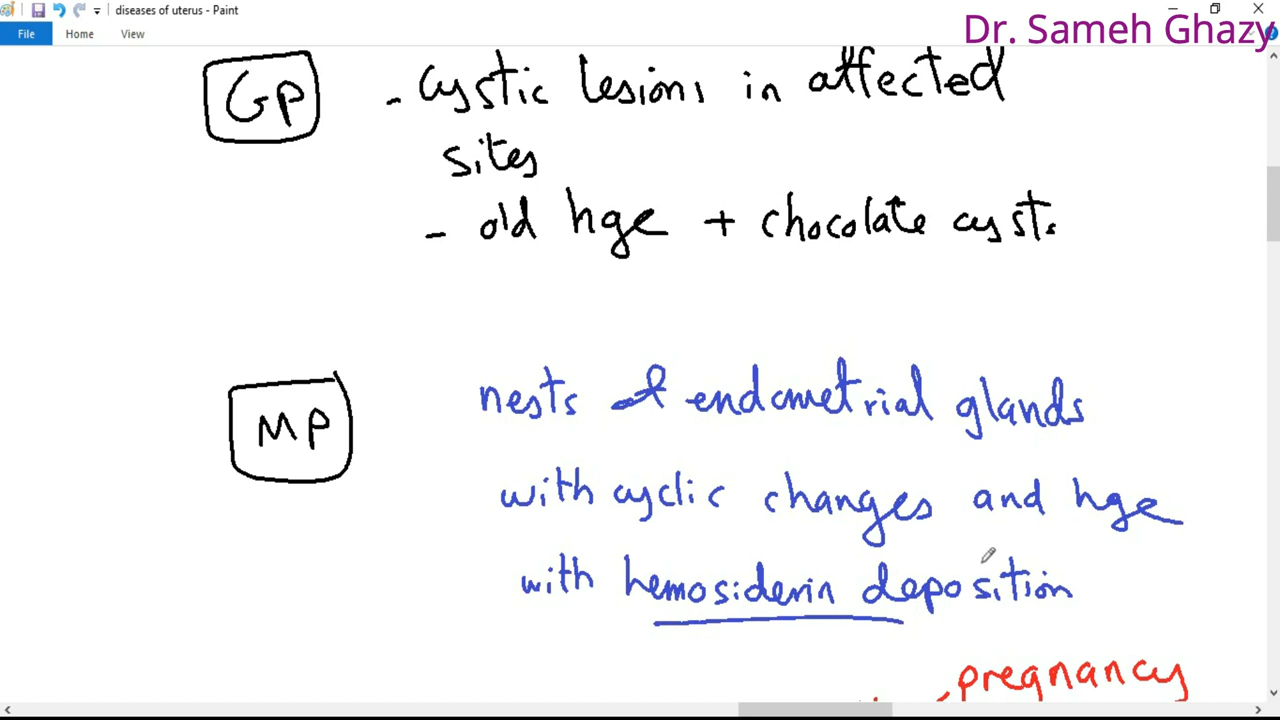 diseases of uterus - Paint
Dr. Sameh Ghazy
File Home View
GP - cystic lesions in affected
sites
- old hge + chocolate cysts.
MP nests of endometrial glands
with cyclic changes and hge
with hemosiderin deposition
pregnancy